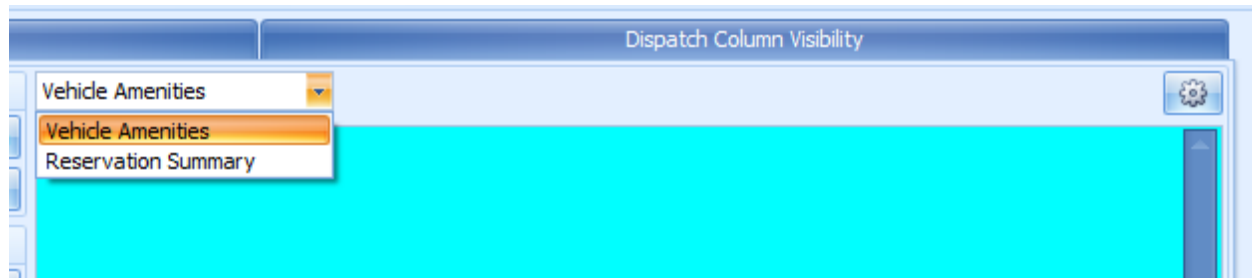 Dispatch Column Visibility
Vehicle Amenities
Vehicle Amenities
Reservation Summary